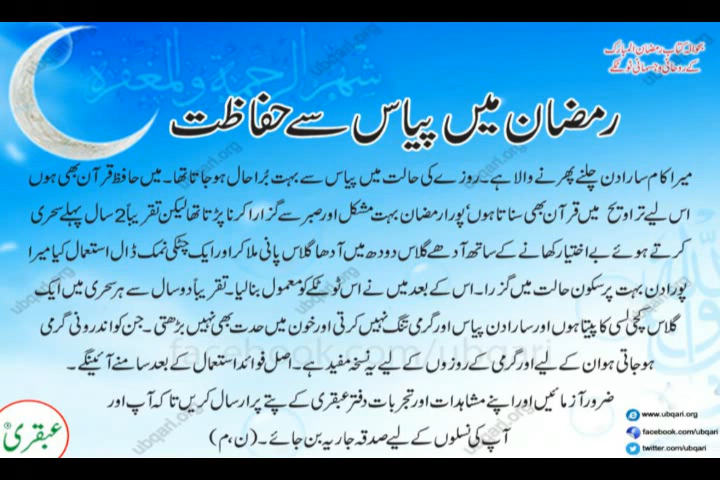 بحوالہ کتاب رمضان المبارک
کے روحانی و جسمانی ٹوٹکے
شهر الرحمة والمغفرة
رمضان میں پیاس سے حفاظت
میرا کام سارا دن چلنے پھرنے والا ہے۔ روزے کی حالت میں پیاس سے بہت بُرا حال ہو جاتا تھا۔ میں حافظ قرآن بھی ہوں
اس لیے تراویح میں قرآن بھی سناتا ہوں‘ پورا رمضان بہت مشکل اور صبر سے گزارا کرنا پڑتا تھا لیکن تقریباً 2 سال پہلے سحری
کرتے ہوئے بے اختیار کھانے کے ساتھ آدھے گلاس دودھ میں آدھا گلاس پانی ملا کر اور ایک چٹکی نمک ڈال استعمال کیا میرا
پورا دن بہت پرسکون حالت میں گزرا۔ اس کے بعد میں نے اس ٹوٹکے کو معمول بنالیا۔ تقریباً دو سال سے ہر سحری میں ایک
گلاس کچی لسی کا پیتا ہوں اور سارا دن پیاس اور گرمی تنگ نہیں کرتی اور خون میں حدت بھی نہیں بڑھتی۔ جن کو اندرونی گرمی
ہو جاتی ہو ان کے لیے اور گرمی کے روزوں کے لیے یہ نسخہ مفید ہے۔ اصل فوائد استعمال کے بعد سامنے آئینگے۔
ضرور آزمائیں اور اپنے مشاہدات اور تجربات دفتر عبقری کے پتے پر ارسال کریں تاکہ آپ اور
آپ کی نسلوں کے لیے صدقہ جاریہ بن جائے۔ (ن،م)
عبقری
www.ubqari.org
facebook.com/ubqari
twitter.com/ubqari
facebook.com/ubqari
ubqari.org